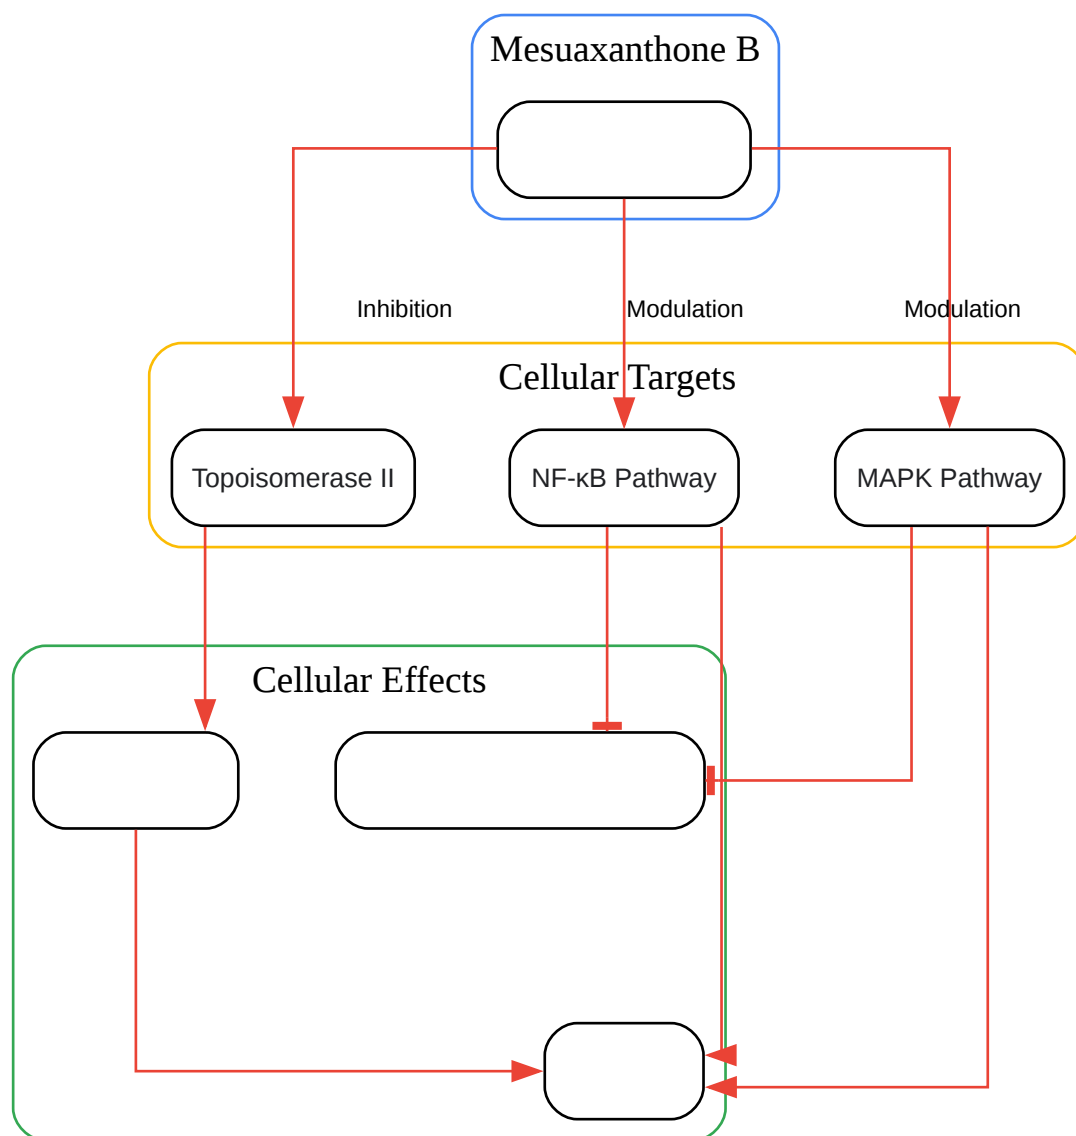 Mesuaxanthone B
Inhibition
Modulation
Modulation
Cellular Targets
Topoisomerase II
NF-κB Pathway
MAPK Pathway
Cellular Effects